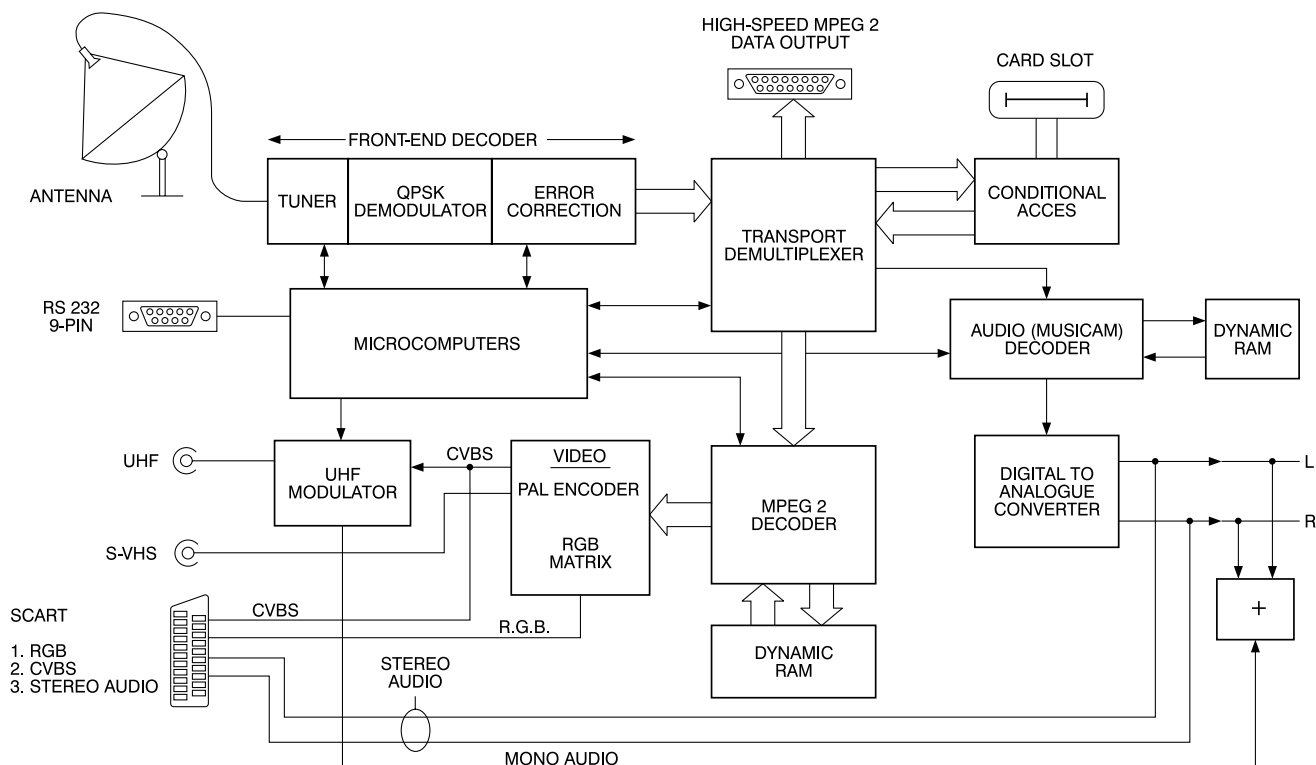 HIGH-SPEED MPEG 2
DATA OUTPUT
CARD SLOT
FRONT-END DECODER
ANTENNA
TUNER
QPSK
DEMODULATOR
ERROR
CORRECTION
TRANSPORT
DEMULTIPLEXER
CONDITIONAL
ACCES
RS 232
9-PIN
MICROCOMPUTERS
AUDIO (MUSICAM)
DECODER
DYNAMIC
RAM
UHF
UHF
MODULATOR
CVBS
VIDEO
PAL ENCODER
RGB
MATRIX
MPEG 2
DECODER
DIGITAL TO
ANALOGUE
CONVERTER
L
R
S-VHS
SCART
1. RGB
2. CVBS
3. STEREO AUDIO
CVBS
R.G.B.
STEREO
AUDIO
DYNAMIC
RAM
+
MONO AUDIO